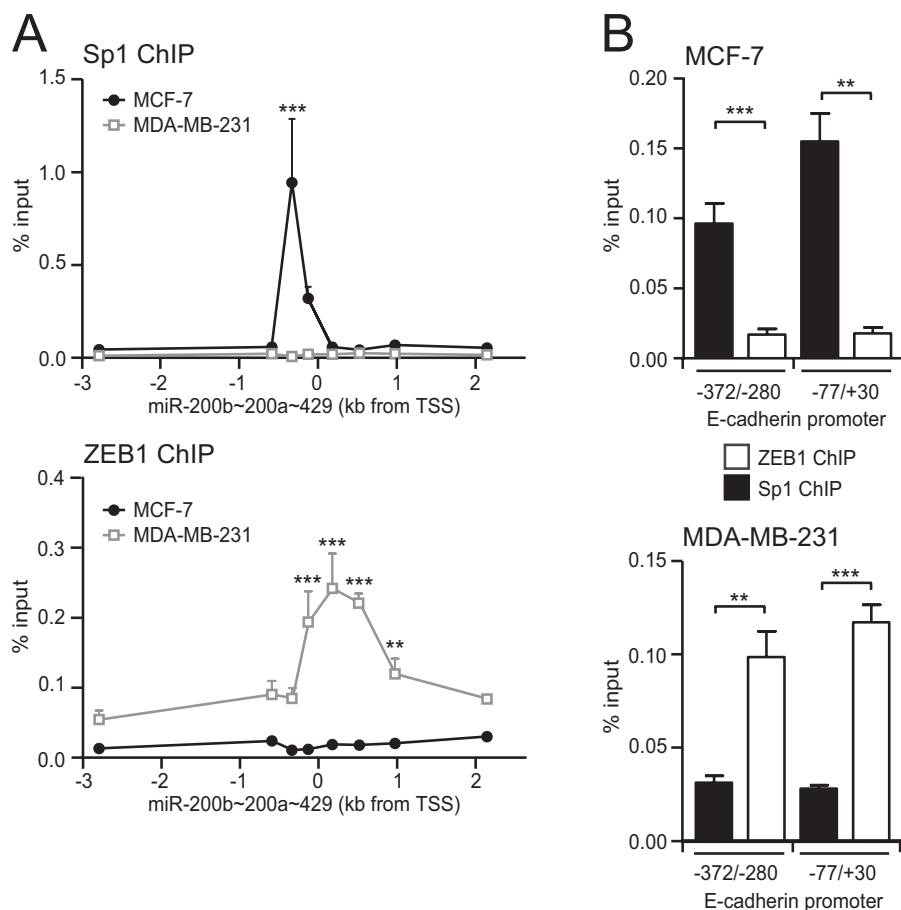 A
Sp1 ChIP
1.5
1.0
0.5
0.0
% input
MCF-7
MDA-MB-231
***
-3 -2 -1 0 1 2
miR-200b~200a~429 (kb from TSS)
ZEB1 ChIP
0.4
0.3
0.2
0.1
0.0
% input
MCF-7
MDA-MB-231
***
***
***
**
-3 -2 -1 0 1 2
miR-200b~200a~429 (kb from TSS)
B
MCF-7
0.20
0.15
0.10
0.05
0.00
% input
***
**
-372/-280 -77/+30
E-cadherin promoter
ZEB1 ChIP
Sp1 ChIP
MDA-MB-231
0.15
0.10
0.05
0.00
% input
**
***
-372/-280 -77/+30
E-cadherin promoter